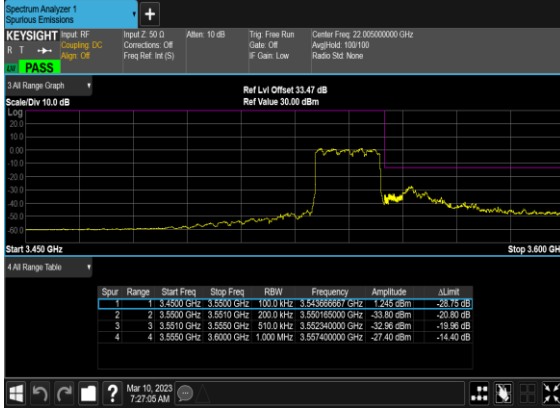 Spectrum Analyzer 1
Spurious Emissions
+
KEYSIGHT Input: RF Input Z: 50 Ω Atten: 10 dB Trig: Free Run Center Freq: 22.005000000 GHz
R T Coupling: DC Corrections: Off Gate: Off Avg|Hold: 100/100
Align: Off Freq Ref: Int (S) IF Gain: Low Radio Std: None
PASS
3 All Range Graph Ref Lvl Offset 33.47 dB
Scale/Div 10.0 dB Ref Value 30.00 dBm
Log
20.0
10.0
0.00
-10.0
-20.0
-30.0
-40.0
-50.0
-60.0
Start 3.450 GHz Stop 3.600 GH
4 All Range Table
Spur Range Start Freq Stop Freq RBW Frequency Amplitude ΔLimit
1 1 3.4500 GHz 3.5500 GHz 100.0 kHz 3.543666667 GHz 1.245 dBm -28.75 dB
2 2 3.5500 GHz 3.5510 GHz 200.0 kHz 3.550165000 GHz -33.80 dBm -20.80 dB
3 3 3.5510 GHz 3.5550 GHz 510.0 kHz 3.552340000 GHz -32.96 dBm -19.96 dB
4 4 3.5550 GHz 3.6000 GHz 1.000 MHz 3.557400000 GHz -27.40 dBm -14.40 dB
? Mar 10, 2023
7:27:05 AM